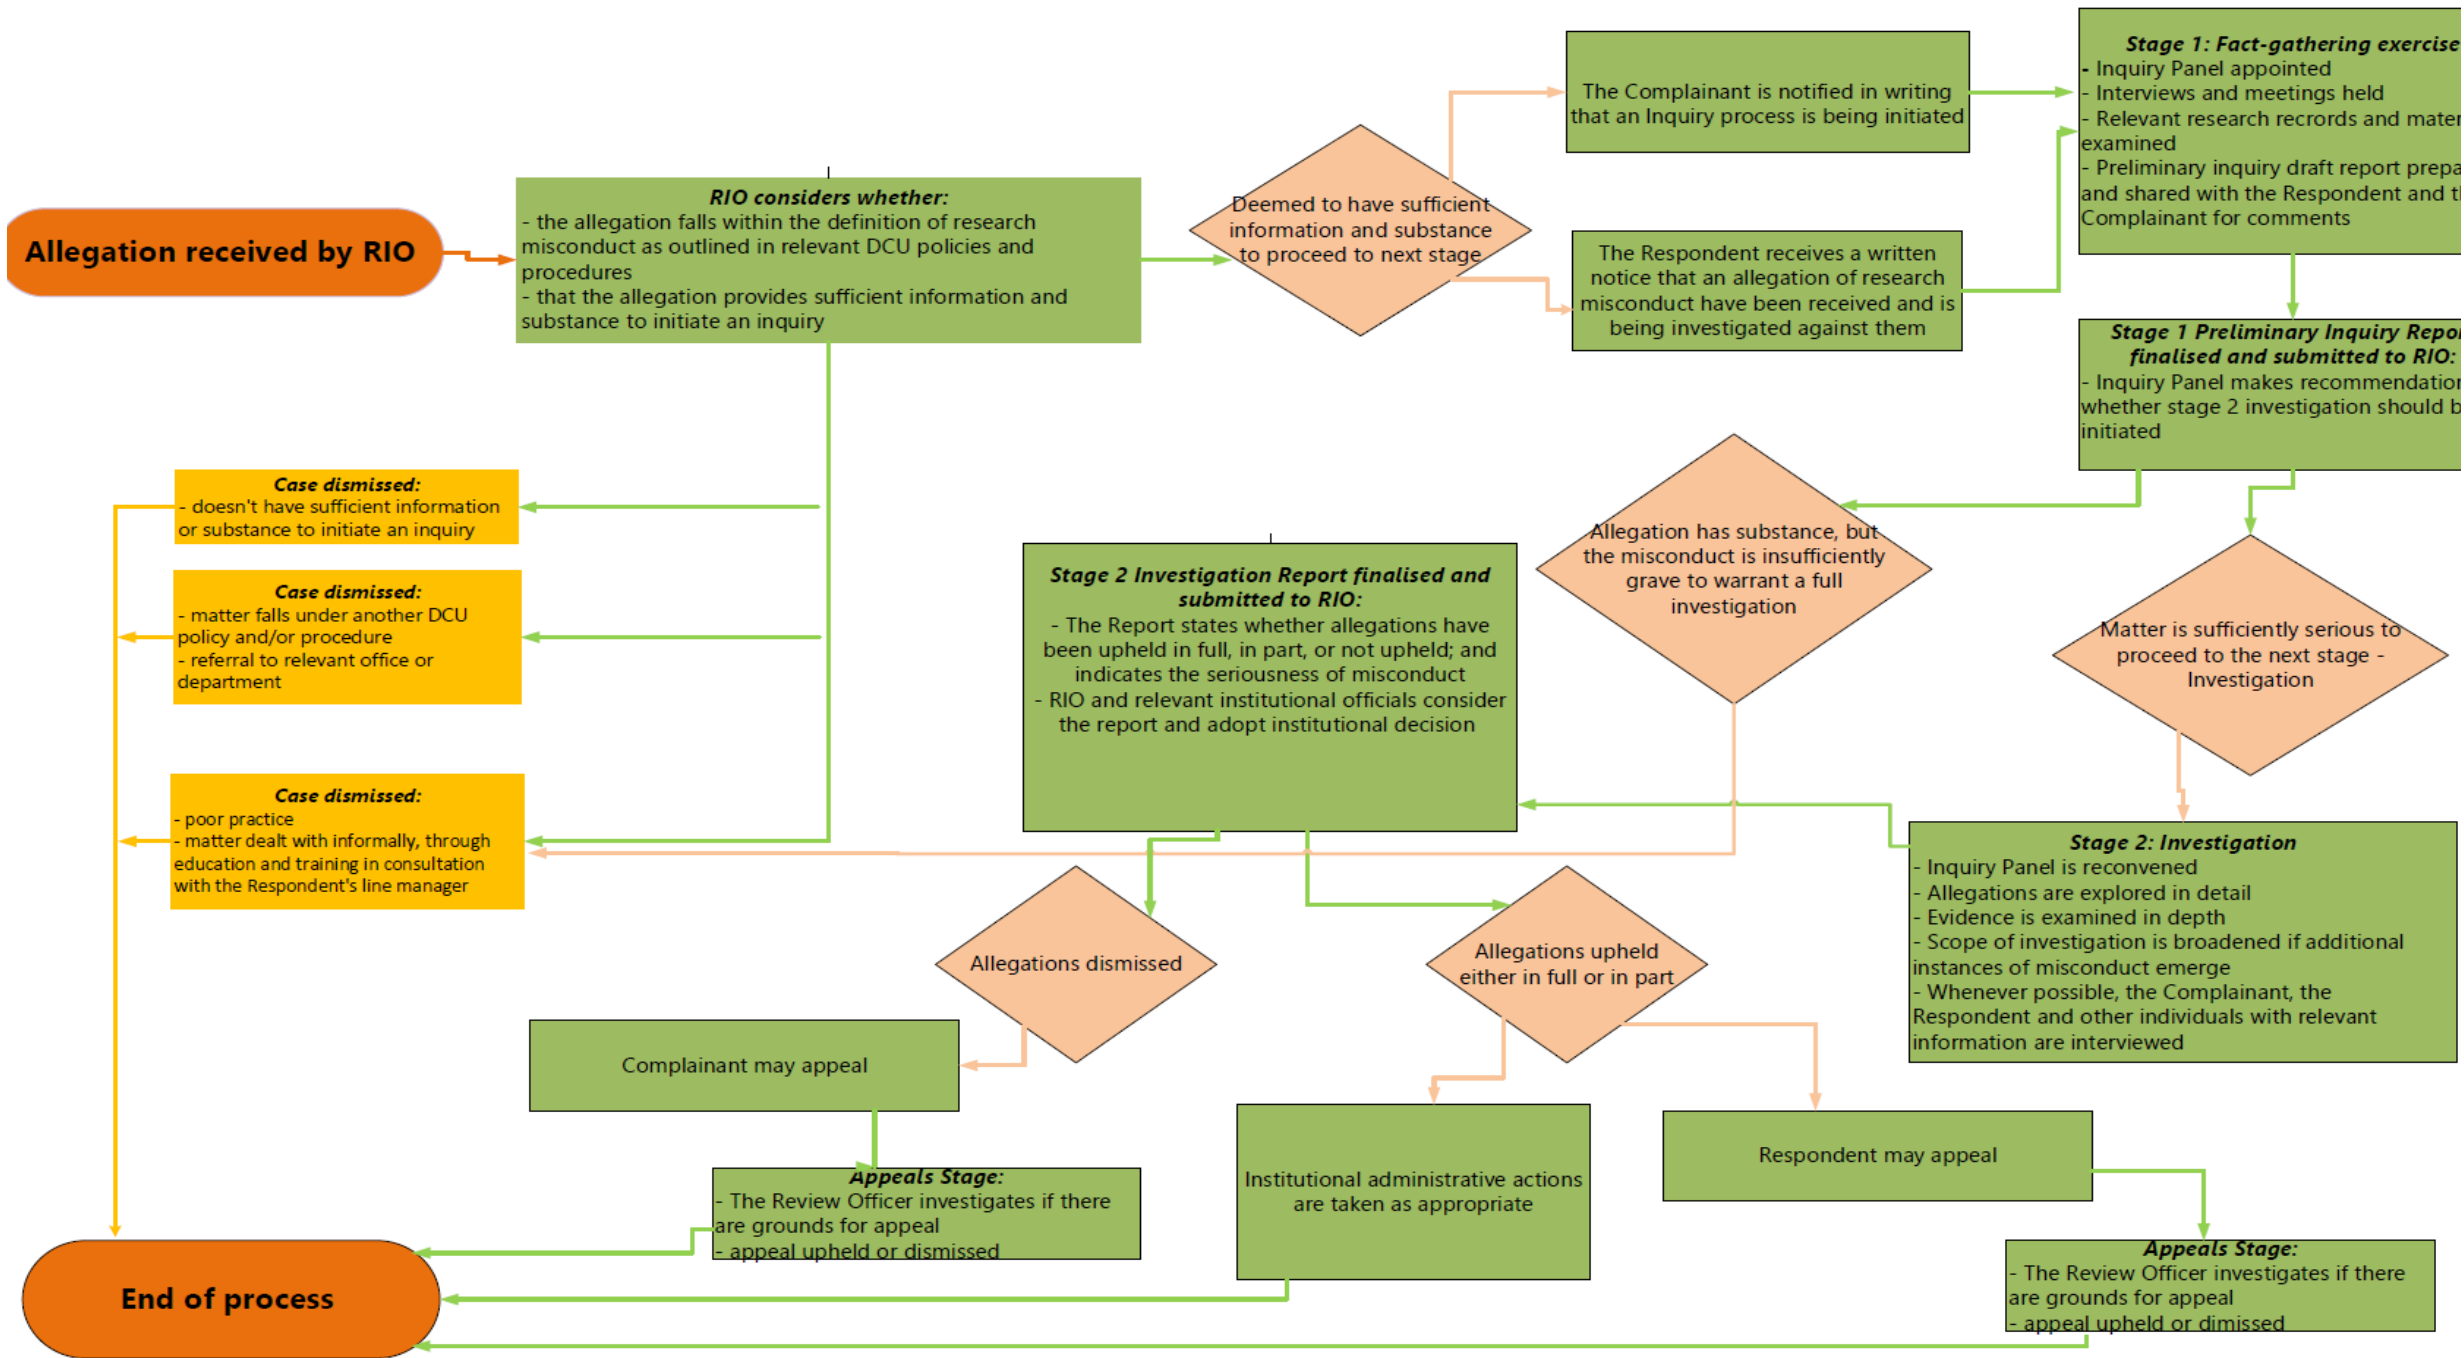 Allegation received by RIO
RIO considers whether:
- the allegation falls within the definition of research
misconduct as outlined in relevant DCU policies and
procedures
- that the allegation provides sufficient information and
substance to initiate an inquiry
Deemed to have sufficient
information and substance
to proceed to next stage
The Complainant is notified in writing
that an Inquiry process is being initiated
The Respondent receives a written
notice that an allegation of research
misconduct have been received and is
being investigated against them
Stage 1: Fact-gathering exercise
- Inquiry Panel appointed
- Interviews and meetings held
- Relevant research recrords and
examined
- Preliminary inquiry draft report
and shared with the Respondent and
Complainant for comments
Stage 1 Preliminary Inquiry
finalised and submitted to RIO:
- Inquiry Panel makes
whether stage 2 investigation should
initiated
Case dismissed:
- doesn't have sufficient information
or substance to initiate an inquiry
Case dismissed:
- matter falls under another DCU
policy and/or procedure
- referral to relevant office or
department
Case dismissed:
- poor practice
- matter dealt with informally, through
education and training in consultation
with the Respondent's line manager
Stage 2 Investigation Report finalised and
submitted to RIO:
- The Report states whether allegations have
been upheld in full, in part, or not upheld; and
indicates the seriousness of misconduct
- RIO and relevant institutional officials consider
the report and adopt institutional decision
Allegation has substance, but
the misconduct is insufficiently
grave to warrant a full
investigation
Matter is sufficiently serious to
proceed to the next stage -
Investigation
Stage 2: Investigation
- Inquiry Panel is reconvened
- Allegations are explored in detail
- Evidence is examined in depth
- Scope of investigation is broadened if additional
instances of misconduct emerge
- Whenever possible, the Complainant, the
Respondent and other individuals with relevant
information are interviewed
Allegations dismissed
Allegations upheld
either in full or in part
Complainant may appeal
Appeals Stage:
- The Review Officer investigates if there
are grounds for appeal
- appeal upheld or dismissed
Institutional administrative actions
are taken as appropriate
Respondent may appeal
Appeals Stage:
- The Review Officer investigates if there
are grounds for appeal
- appeal upheld or dimissed
End of process